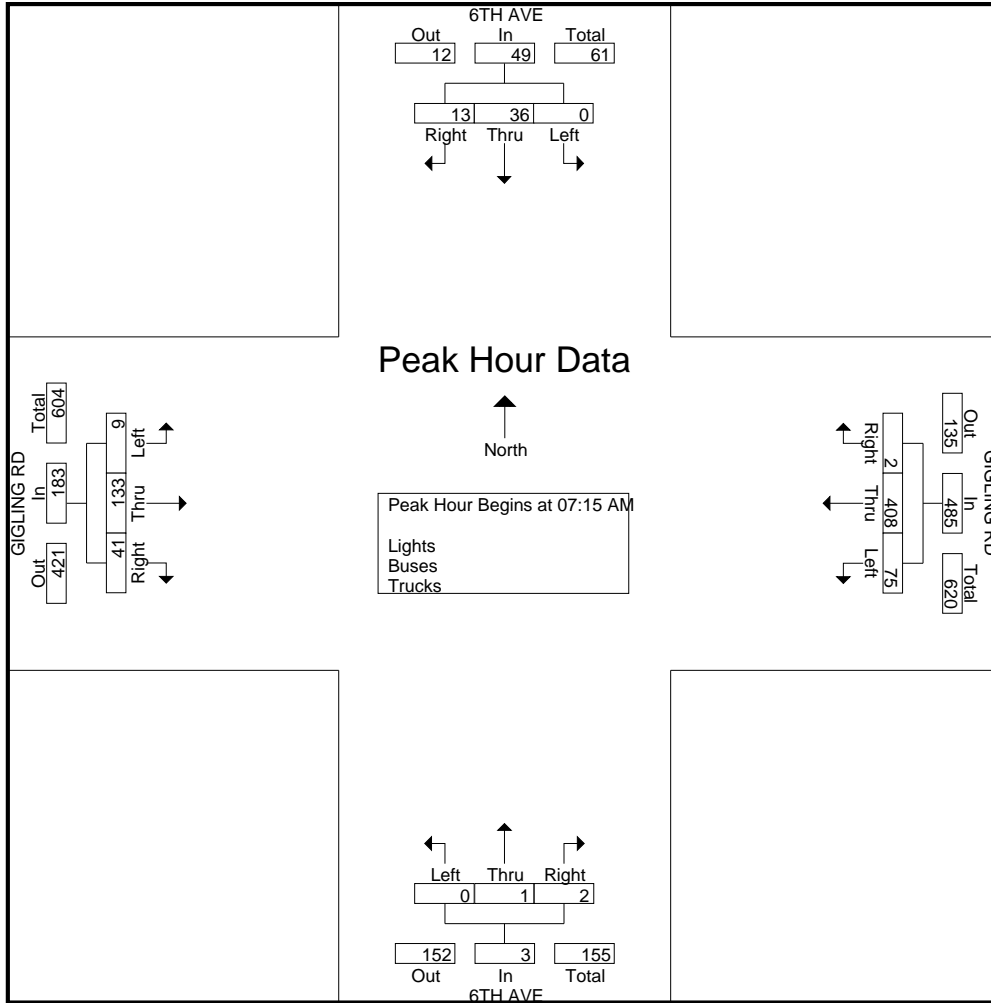 6TH AVE
Out In Total
12 49 61
13 36 0
Right Thru Left
Peak Hour Data
North
Peak Hour Begins at 07:15 AM
Lights
Buses
Trucks
GIGLING RD
Out In Total
421 183 604
41 133 9
Right Thru Left
GIGLING RD
Out In Total
135 485 620
2 408 75
Right Thru Left
Left Thru Right
0 1 2
152 3 155
Out In Total
6TH AVE